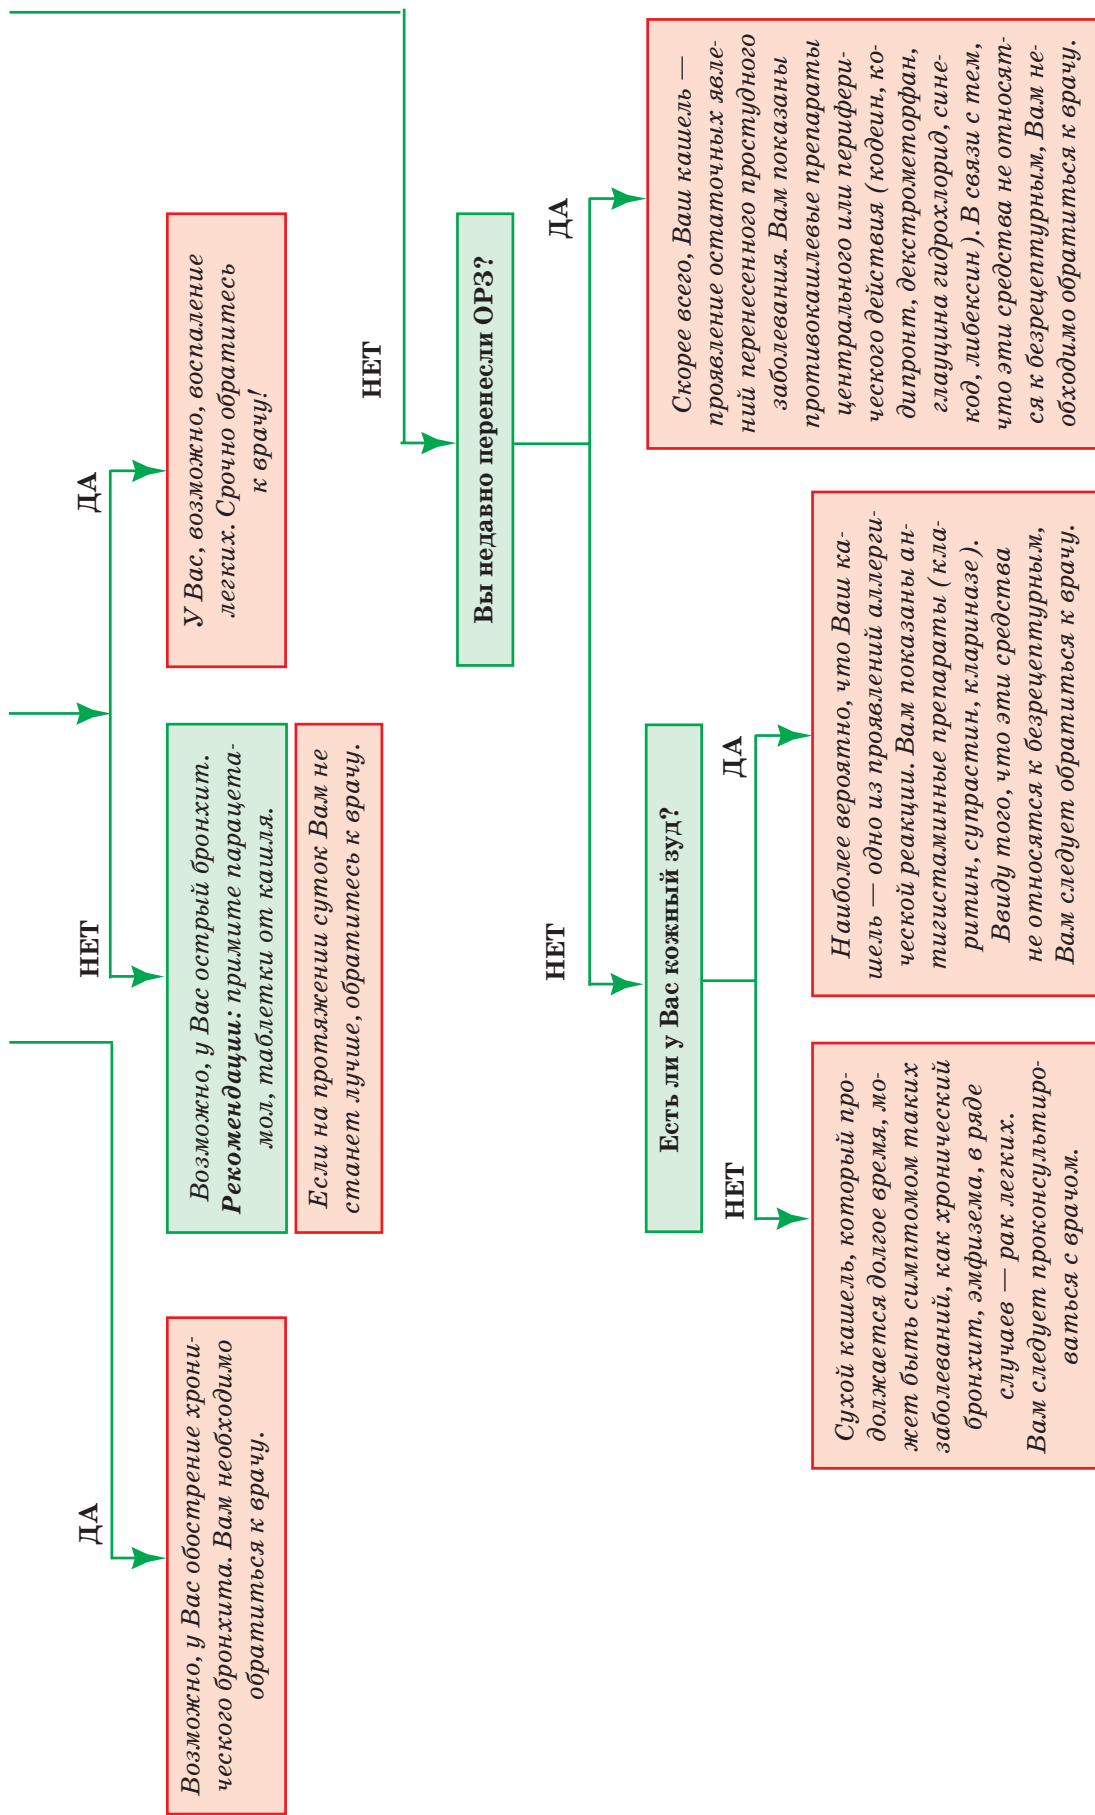 ДА
НЕТ
ДА
Возможно, у Вас обострение хрони-
ческого бронхита. Вам необходимо
обратиться к врачу.
Возможно, у Вас острый бронхит.
Рекомендации: примите парацета-
мол, таблетки от кашля.
Если на протяжении суток Вам не
станет лучше, обратитесь к врачу.
У Вас, возможно, воспаление
легких. Срочно обратитесь
к врачу!
НЕТ
Вы недавно перенесли ОРЗ?
НЕТ
ДА
Есть ли у Вас кожный зуд?
НЕТ
ДА
Сухой кашель, который про-
должается долгое время, мо-
жет быть симптомом таких
заболеваний, как хронический
бронхит, эмфизема, в ряде
случаев — рак легких.
Вам следует проконсультиро-
ваться с врачом.
Наиболее вероятно, что Ваш ка-
шель — одно из проявлений аллерги-
ческой реакции. Вам показаны ан-
тигистаминные препараты (кла-
ритин, супрастин, клариназе).
Ввиду того, что эти средства
не относятся к безрецептурным,
Вам следует обратиться к врачу.
Скорее всего, Ваш кашель —
проявление остаточных явле-
ний перенесенного простудного
заболевания. Вам показаны
противокашлевые препараты
центрального или перифери-
ческого действия (кодеин, ко-
дипронт, декстрометорфан,
глауцина гидрохлорид, сине-
код, либексин). В связи с тем,
что эти средства не относят-
ся к безрецептурным, Вам не-
обходимо обратиться к врачу.